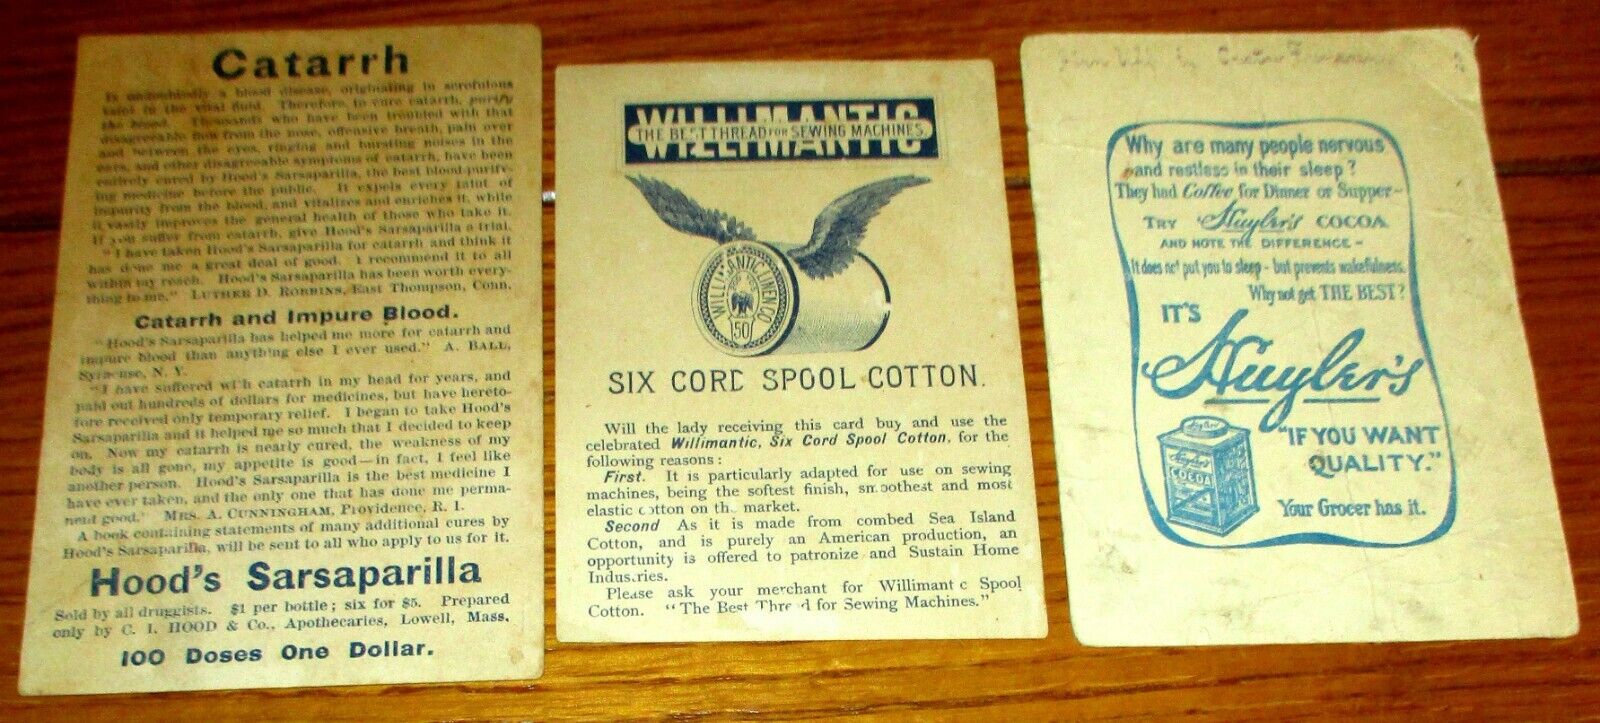 Catarrh
Is undoubtedly a blood disease, originating in scrofulous
taint in the vital fluid. Therefore, to cure catarrh, purify
the blood. Thousands who have been troubled with that
disagreeable flow from the nose, offensive breath, pain over
and between the eyes, ringing and bursting noises in the
ears, and other disagreeable symptoms of catarrh, have been
entirely cured by Hood's Sarsaparilla, the best blood-purify-
ing medicine before the public. It expels every taint of
impurity from the blood, and vitalizes and enriches it, while
it vastly improves the general health of those who take it.
If you suffer from catarrh, give Hood's Sarsaparilla a trial.
"I have taken Hood's Sarsaparilla for catarrh and think it
has done me a great deal of good. I recommend it to all
within my reach. Hood's Sarsaparilla has been worth every-
thing to me." LUTHER D. ROBBINS, East Thompson, Conn.
Catarrh and Impure Blood.
"Hood's Sarsaparilla has helped me more for catarrh and
impure blood than anything else I ever used." A. BALL,
Syracuse, N. Y.
"I have suffered with catarrh in my head for years, and
paid out hundreds of dollars for medicines, but have hereto-
fore received only temporary relief. I began to take Hood's
Sarsaparilla and it helped me so much that I decided to keep
on. Now my catarrh is nearly cured, the weakness of my
body is all gone, my appetite is good—in fact, I feel like
another person. Hood's Sarsaparilla is the best medicine I
have ever taken, and the only one that has done me perma-
nent good." MRS. A. CUNNINGHAM, Providence, R. I.
A book containing statements of many additional cures by
Hood's Sarsaparilla, will be sent to all who apply to us for it.
Hood's Sarsaparilla
Sold by all druggists. $1 per bottle; six for $5. Prepared
only by C. I. HOOD & Co., Apothecaries, Lowell, Mass.
100 Doses One Dollar.
WILLIMANTIC
THE BEST THREAD FOR SEWING MACHINES
WILLIMANTIC LINEN CO
50
SIX CORD SPOOL COTTON.
Will the lady receiving this card buy and use the
celebrated Willimantic, Six Cord Spool Cotton, for the
following reasons:
First. It is particularly adapted for use on sewing
machines, being the softest finish, smoothest and most
elastic cotton on the market.
Second As it is made from combed Sea Island
Cotton, and is purely an American production, an
opportunity is offered to patronize and Sustain Home
Indus.ries.
Please ask your merchant for Willimant c Spool
Cotton. "The Best Thre d for Sewing Machines."
Why are many people nervous
and restless in their sleep?
They had Coffee for Dinner or Supper-
TRY Huyler's COCOA
AND NOTE THE DIFFERENCE-
It does not put you to sleep - but prevents wakefulness.
Why not get THE BEST?
IT'S
Huyler's
Huyler's
COCOA
"IF YOU WANT
QUALITY."
Your Grocer has it.